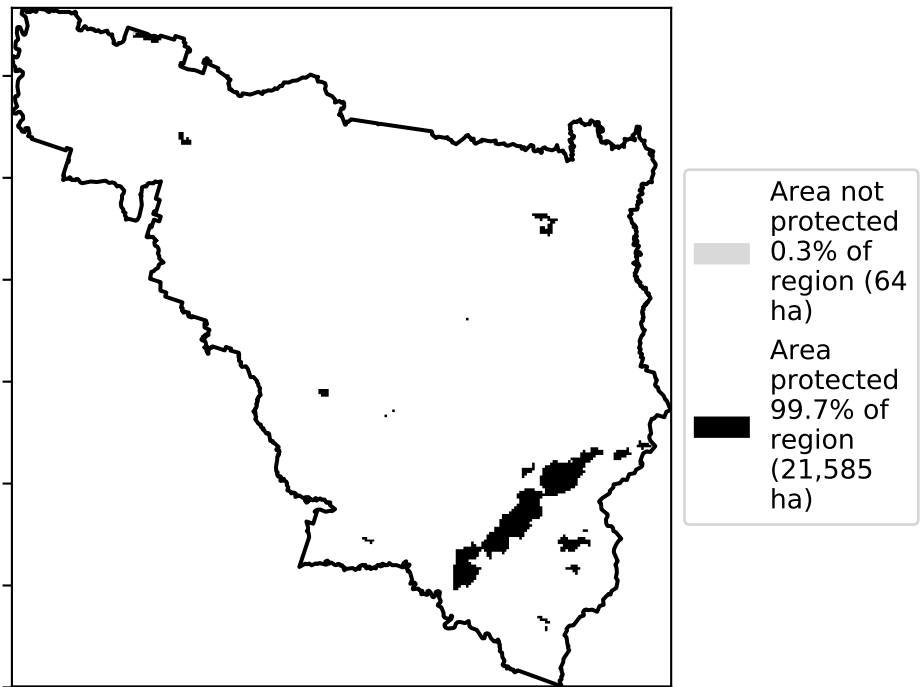 Area not
protected
0.3% of
region (64
ha)
Area
protected
99.7% of
region
(21,585
ha)